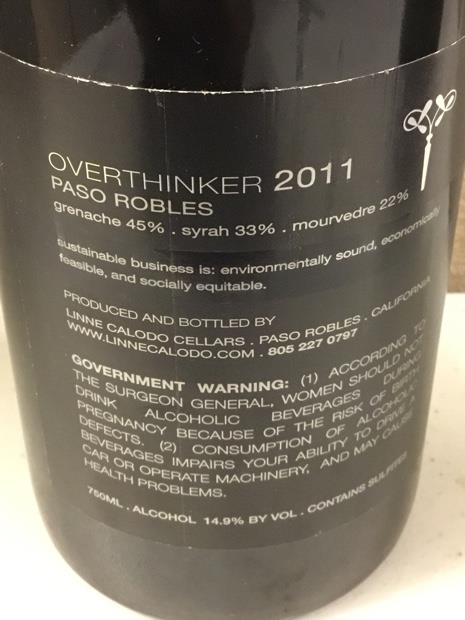 OVERTHINKER 2011
PASO ROBLES
grenache 45% . syrah 33% . mourvedre 22%
sustainable business is: environmentally sound, economically
feasible, and socially equitable.
PRODUCED AND BOTTLED BY
LINNE CALODO CELLARS . PASO ROBLES . CALIFORNIA
WWW.LINNECALODO.COM . 805 227 0797
GOVERNMENT WARNING: (1) ACCORDING TO
THE SURGEON GENERAL, WOMEN SHOULD NOT
DRINK ALCOHOLIC BEVERAGES DURING
PREGNANCY BECAUSE OF THE RISK OF BIRTH
DEFECTS. (2) CONSUMPTION OF ALCOHOLIC
BEVERAGES IMPAIRS YOUR ABILITY TO DRIVE A
CAR OR OPERATE MACHINERY, AND MAY CAUSE
HEALTH PROBLEMS.
750ML . ALCOHOL 14.9% BY VOL . CONTAINS SULFITES